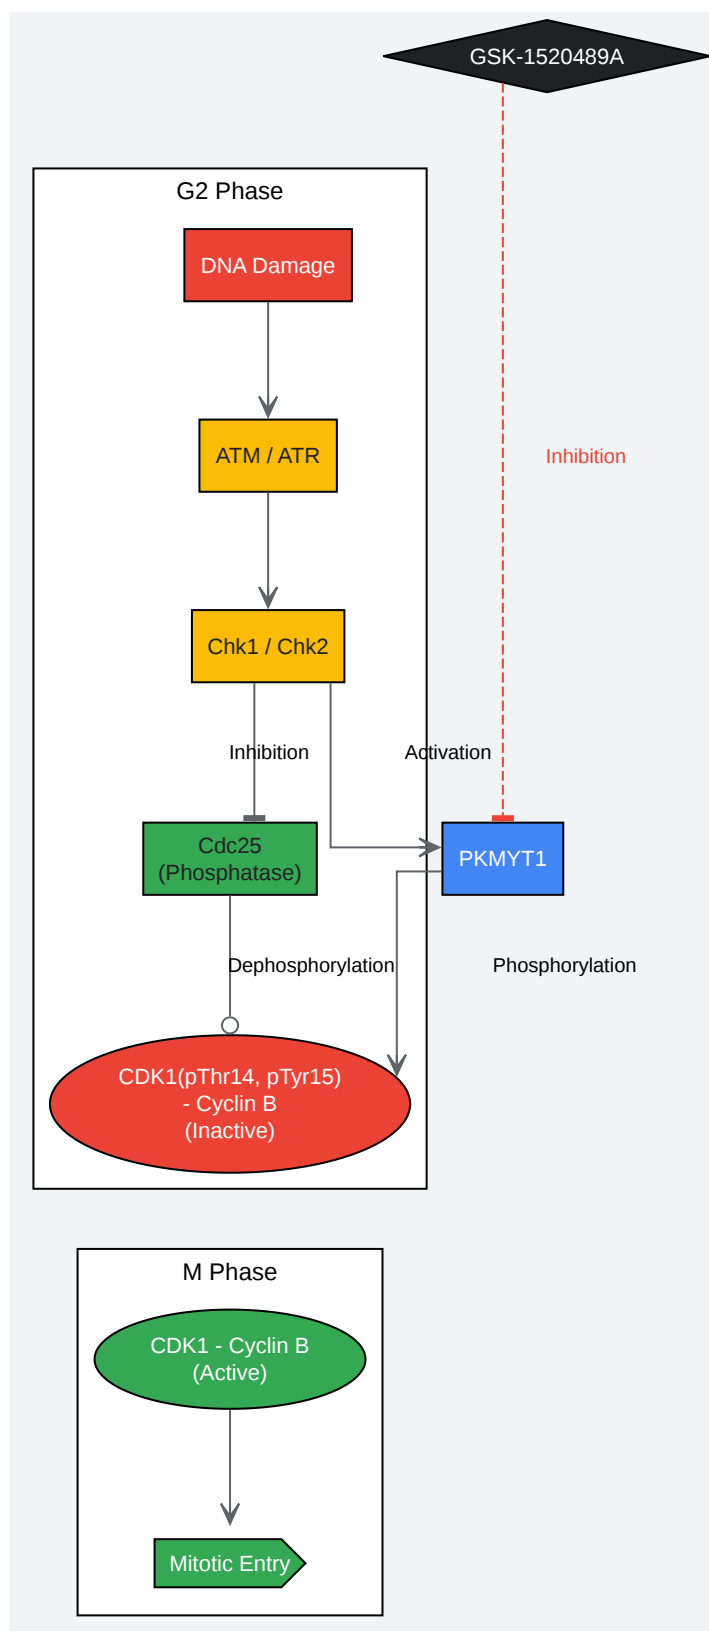 GSK-1520489A
G2 Phase
DNA Damage
ATM / ATR
Inhibition
Chk1 / Chk2
Inhibition
Activation
Cdc25
(Phosphatase)
PKMYT1
Dephosphorylation
Phosphorylation
CDK1(pThr14, pTyr15)
- Cyclin B
(Inactive)
M Phase
CDK1 - Cyclin B
(Active)
Mitotic Entry